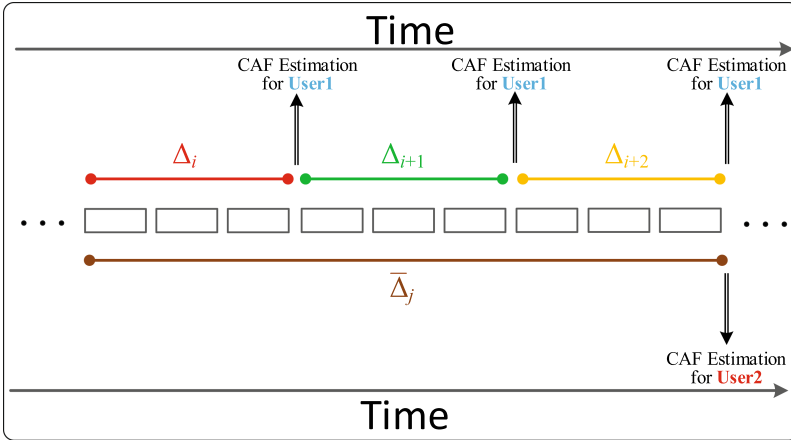 Time
CAF Estimation
for User1
CAF Estimation
for User1
CAF Estimation
for User1
Δᵢ
Δᵢ₊₁
Δᵢ₊₂
· · ·
· · ·
Δ̅ⱼ
CAF Estimation
for User2
Time